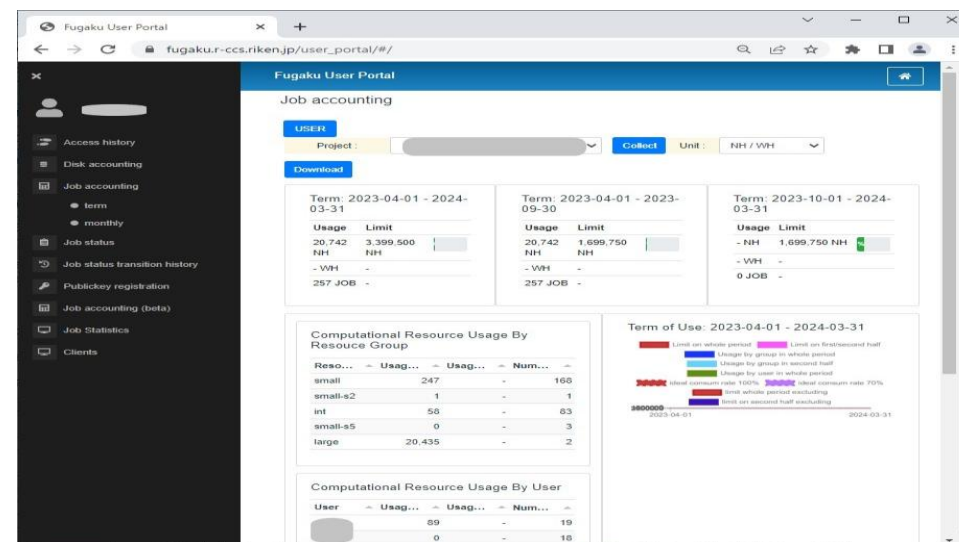 Fugaku User Portal
fugaku.r-ccs.riken.jp/user_portal/#/
Fugaku User Portal
Access history
Disk accounting
Job accounting
term
monthly
Job status
Job status transition history
Publickey registration
Job accounting (beta)
Job Statistics
Clients
Job accounting
USER
Project :
Collect
Unit :
NH / WH
Download
Term: 2023-04-01 - 2024-
03-31
Usage Limit
20,742 3,399,500
NH NH
- WH -
257 JOB -
Term: 2023-04-01 - 2023-
09-30
Usage Limit
20,742 1,699,750
NH NH
- WH -
257 JOB -
Term: 2023-10-01 - 2024-
03-31
Usage Limit
- NH 1,699,750 NH %
- WH -
0 JOB -
Computational Resource Usage By
Resouce Group
Reso... Usag... Usag... Num...
small 247 - 168
small-s2 1 - 1
int 58 - 83
small-s5 0 - 3
large 20,435 - 2
Term of Use: 2023-04-01 - 2024-03-31
Limit on whole period Limit on first/second half
Usage by group in whole period
Usage by group in second half
Usage by user in whole period
ideal consum rate 100% ideal consum rate 70%
limit whole period excluding
limit on second half excluding
2023-04-01 2024-03-31
Computational Resource Usage By User
User Usag... Usag... Num...
89 - 19
0 - 18